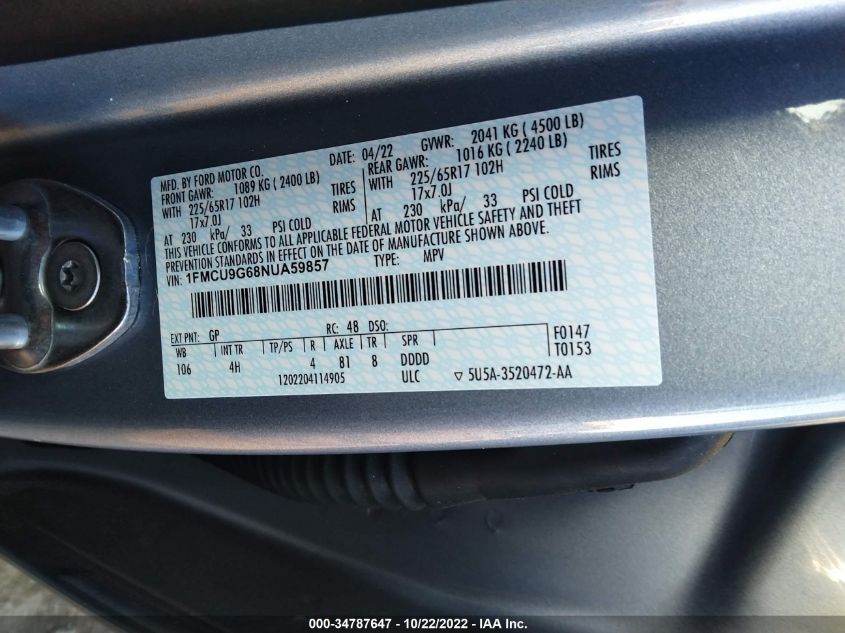 MFD. BY FORD MOTOR CO. DATE: 04/22 GVWR: 2041 KG ( 4500 LB)
FRONT GAWR: 1089 KG ( 2400 LB) REAR GAWR: 1016 KG ( 2240 LB)
WITH 225/65R17 102H TIRES WITH 225/65R17 102H TIRES
17x7.0J RIMS 17x7.0J RIMS
AT 230 kPa/ 33 PSI COLD AT 230 kPa/ 33 PSI COLD
THIS VEHICLE CONFORMS TO ALL APPLICABLE FEDERAL MOTOR VEHICLE SAFETY AND THEFT
PREVENTION STANDARDS IN EFFECT ON THE DATE OF MANUFACTURE SHOWN ABOVE.
VIN: 1FMCU9G68NUA59857 TYPE: MPV
EXT PNT: GP RC: 48 DSO: F0147
WB INT TR TP/PS R AXLE TR SPR T0153
106 4H 4 81 8 DDDD
1202204114905 ULC ▽ 5U5A-3520472-AA
000-34787647 - 10/22/2022 - IAA Inc.